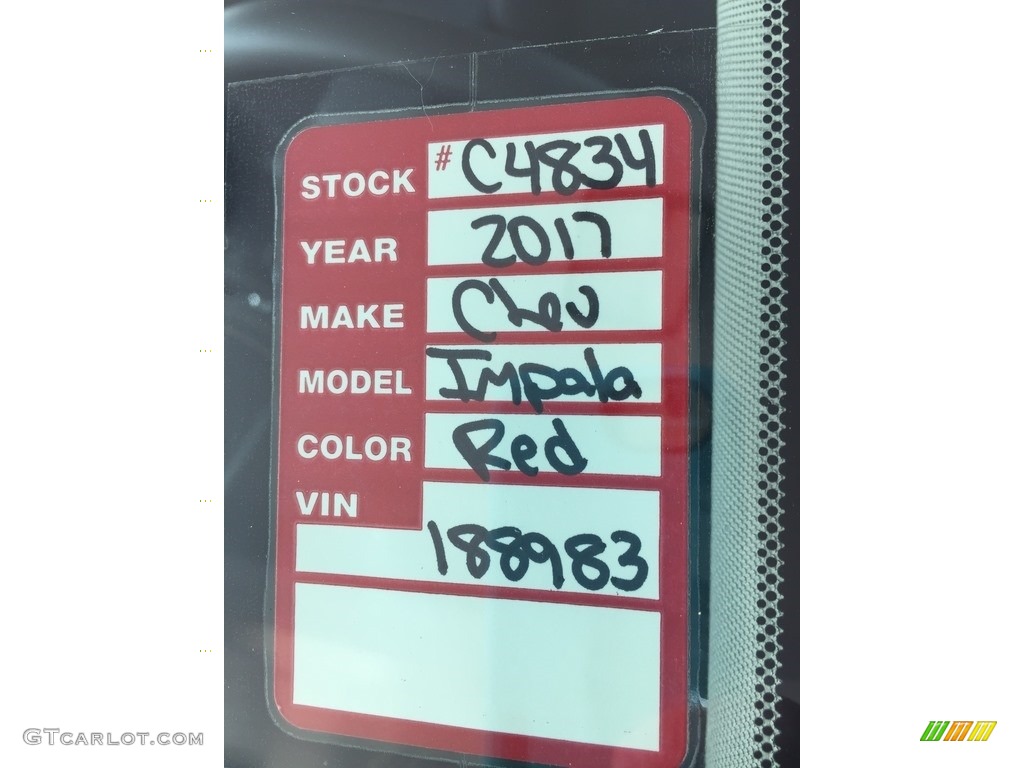 STOCK # C4834
YEAR 2017
MAKE Chev
MODEL Impala
COLOR Red
VIN
188983
GTCARLOT.COM